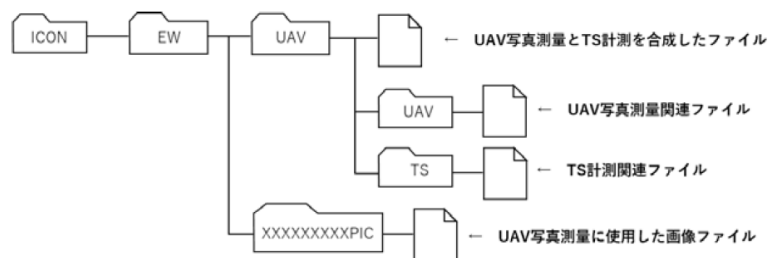 ICON EW UAV ← UAV写真測量とTS計測を合成したファイル
UAV ← UAV写真測量関連ファイル
TS ← TS計測関連ファイル
XXXXXXXXXPIC ← UAV写真測量に使用した画像ファイル